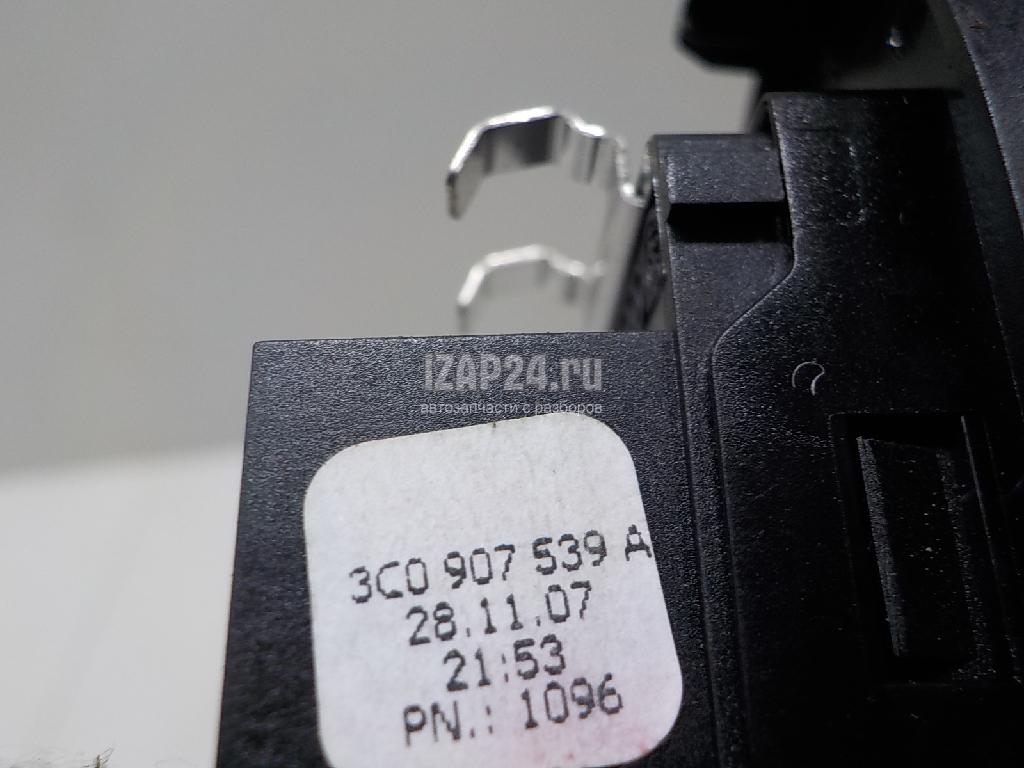 IZAP24.ru
автозапчасти с разборов
3C0 907 539 A
28.11.07
21:53
PN.: 1096